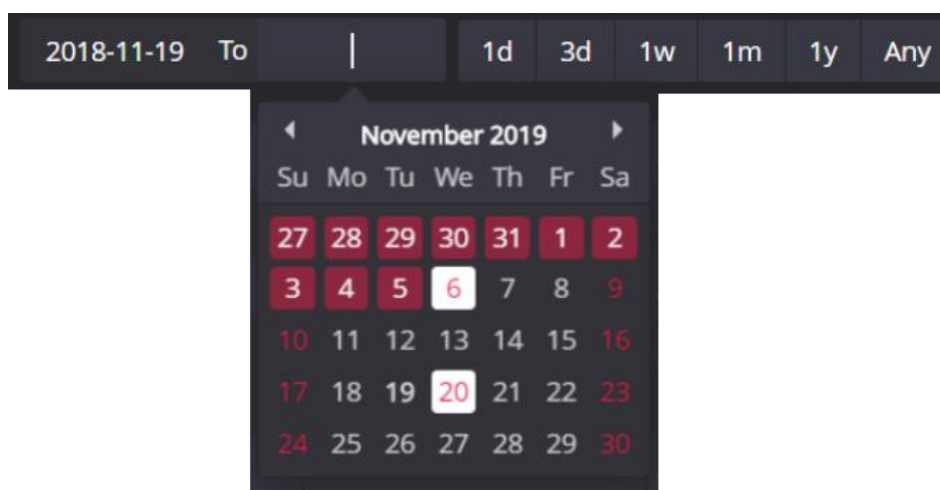 2018-11-19 To 1d 3d 1w 1m 1y Any
November 2019
Su Mo Tu We Th Fr Sa
27 28 29 30 31 1 2
3 4 5 6 7 8 9
10 11 12 13 14 15 16
17 18 19 20 21 22 23
24 25 26 27 28 29 30